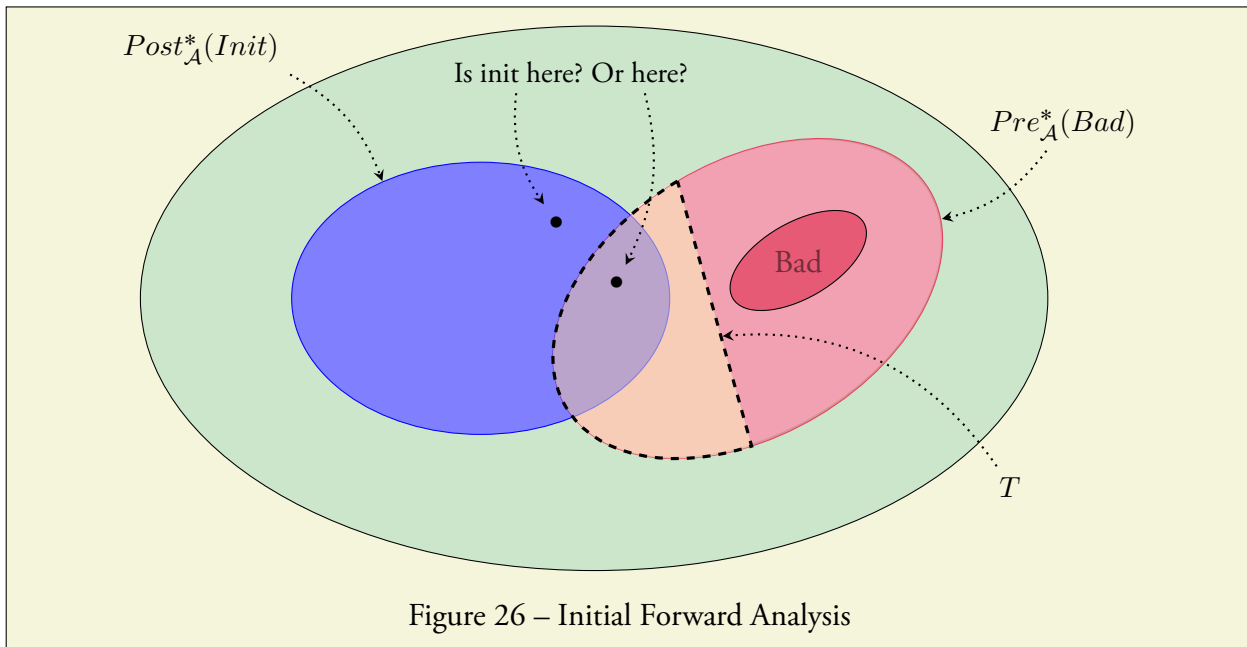 Post*_𝒜(Init)
Is init here? Or here?
Pre*_𝒜(Bad)
Bad
T
Figure 26 – Initial Forward Analysis